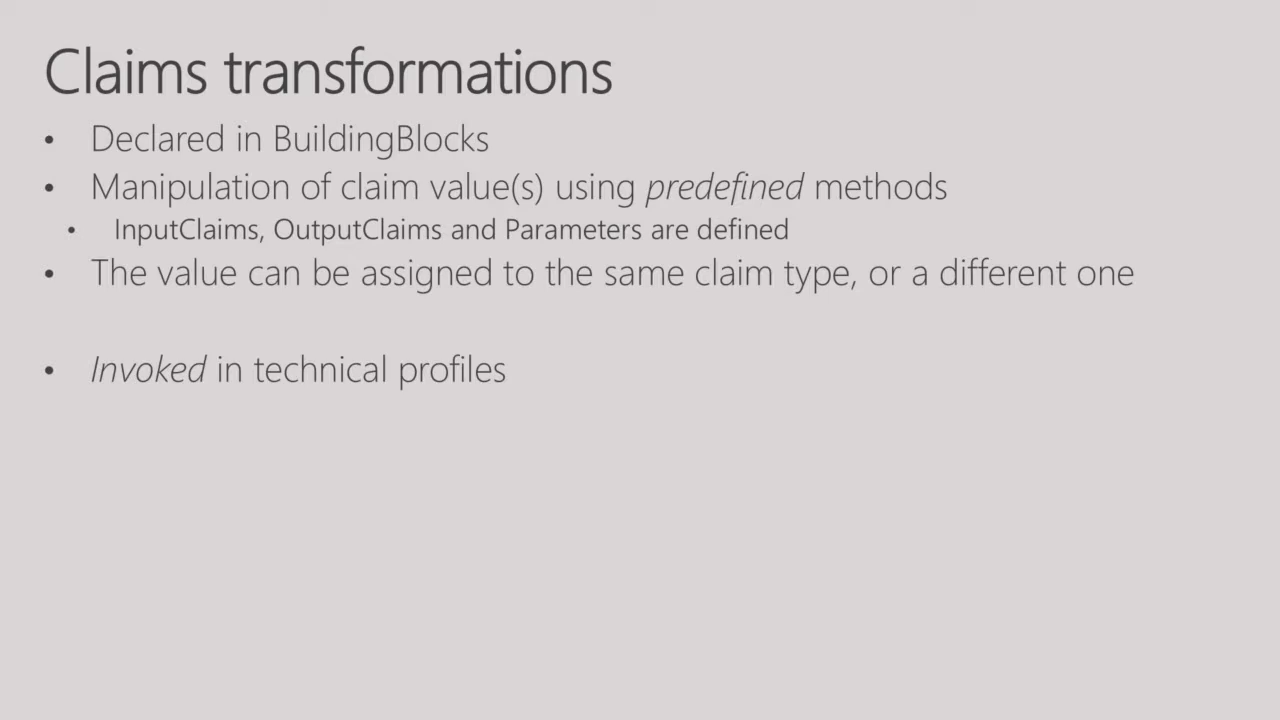 Claims transformations
• Declared in BuildingBlocks
• Manipulation of claim value(s) using predefined methods
• InputClaims, OutputClaims and Parameters are defined
• The value can be assigned to the same claim type, or a different one
• Invoked in technical profiles